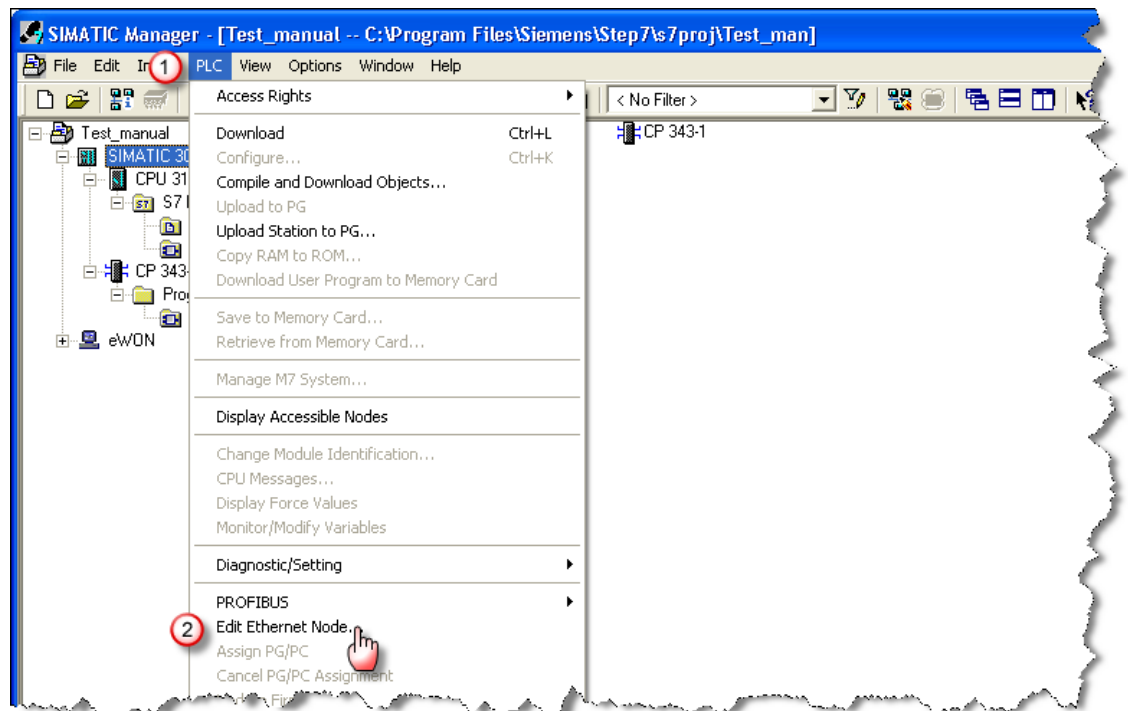 SIMATIC Manager - [Test_manual -- C:\Program Files\Siemens\Step7\s7proj\Test_man]
File Edit 1 PLC View Options Window Help
< No Filter >
Test_manual
SIMATIC 30
CPU 31
S7
CP 343-
eWON
Access Rights
Download Ctrl+L
Configure... Ctrl+K
Compile and Download Objects...
Upload to PG
Upload Station to PG...
Copy RAM to ROM...
Download User Program to Memory Card
Save to Memory Card...
Retrieve from Memory Card...
Manage M7 System...
Display Accessible Nodes
Change Module Identification...
CPU Messages...
Display Force Values
Monitor/Modify Variables
Diagnostic/Setting
PROFIBUS
2 Edit Ethernet Node...
Assign PG/PC
Cancel PG/PC Assignment
CP 343-1